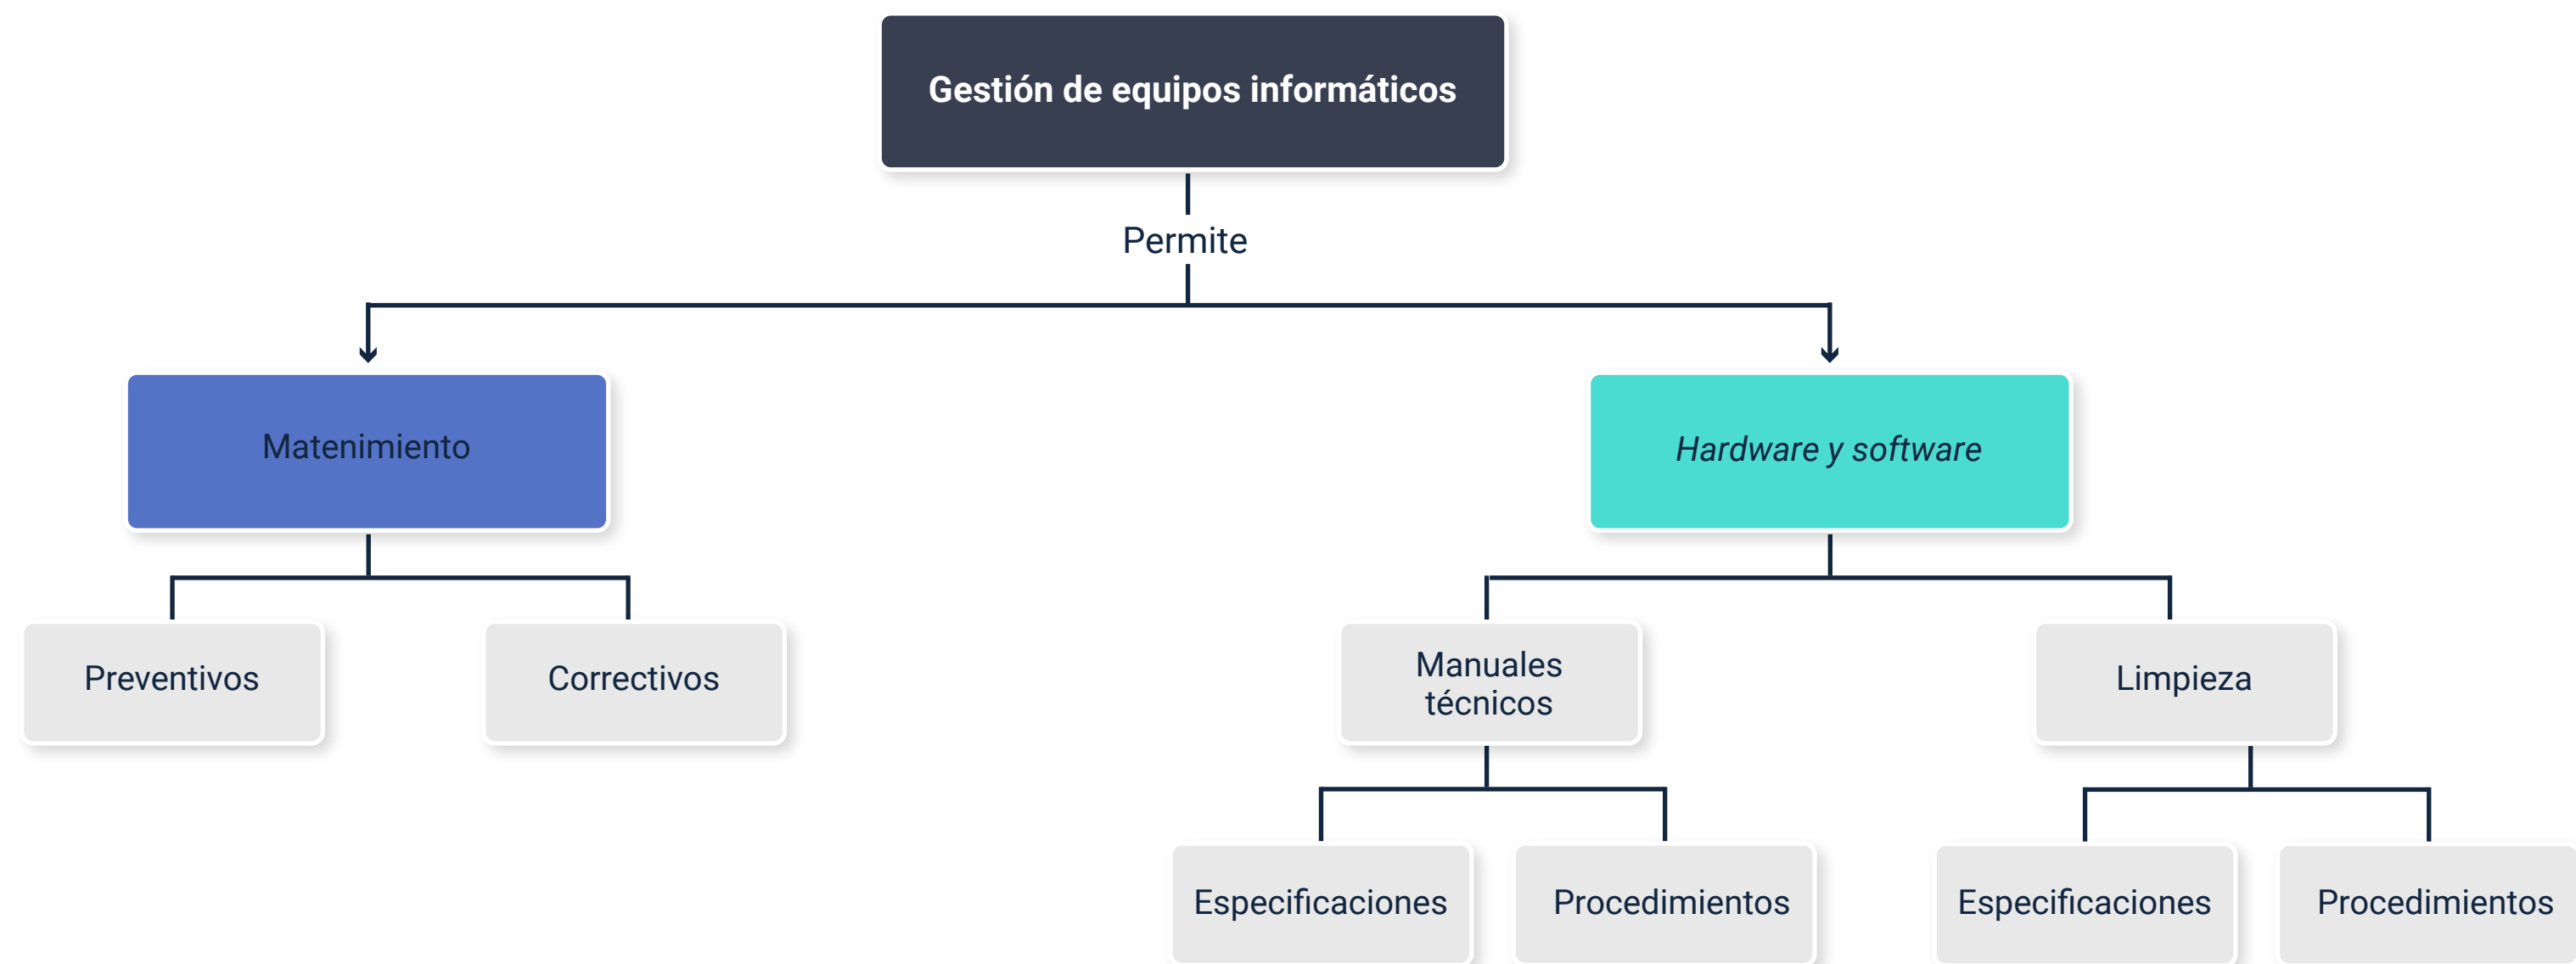 Gestión de equipos informáticos
Permite
Matenimiento
Hardware y software
Preventivos
Correctivos
Manuales
técnicos
Limpieza
Especificaciones
Procedimientos
Especificaciones
Procedimientos